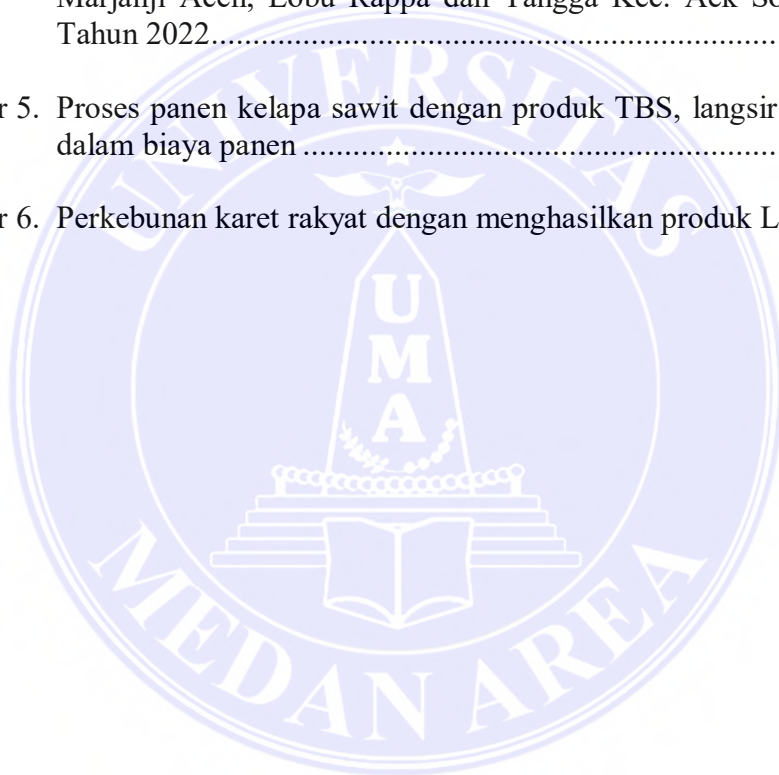 Marjanji Aceh, Lobu Rappa dan Tangga Kec. Aek So
Tahun 2022..........................................................................
r 5. Proses panen kelapa sawit dengan produk TBS, langsir
dalam biaya panen ..............................................................
r 6. Perkebunan karet rakyat dengan menghasilkan produk L
UNIVERSITAS
U
M
A
MEDAN AREA